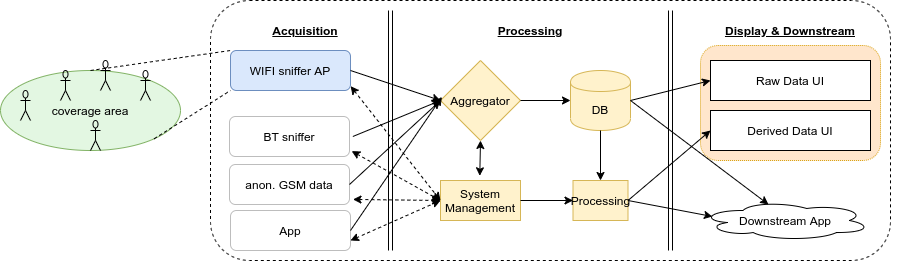 Acquisition
Processing
Display & Downstream
WIFI sniffer AP
Aggregator
DB
Raw Data UI
coverage area
BT sniffer
Derived Data UI
anon. GSM data
System
Management
Processing
App
Downstream App